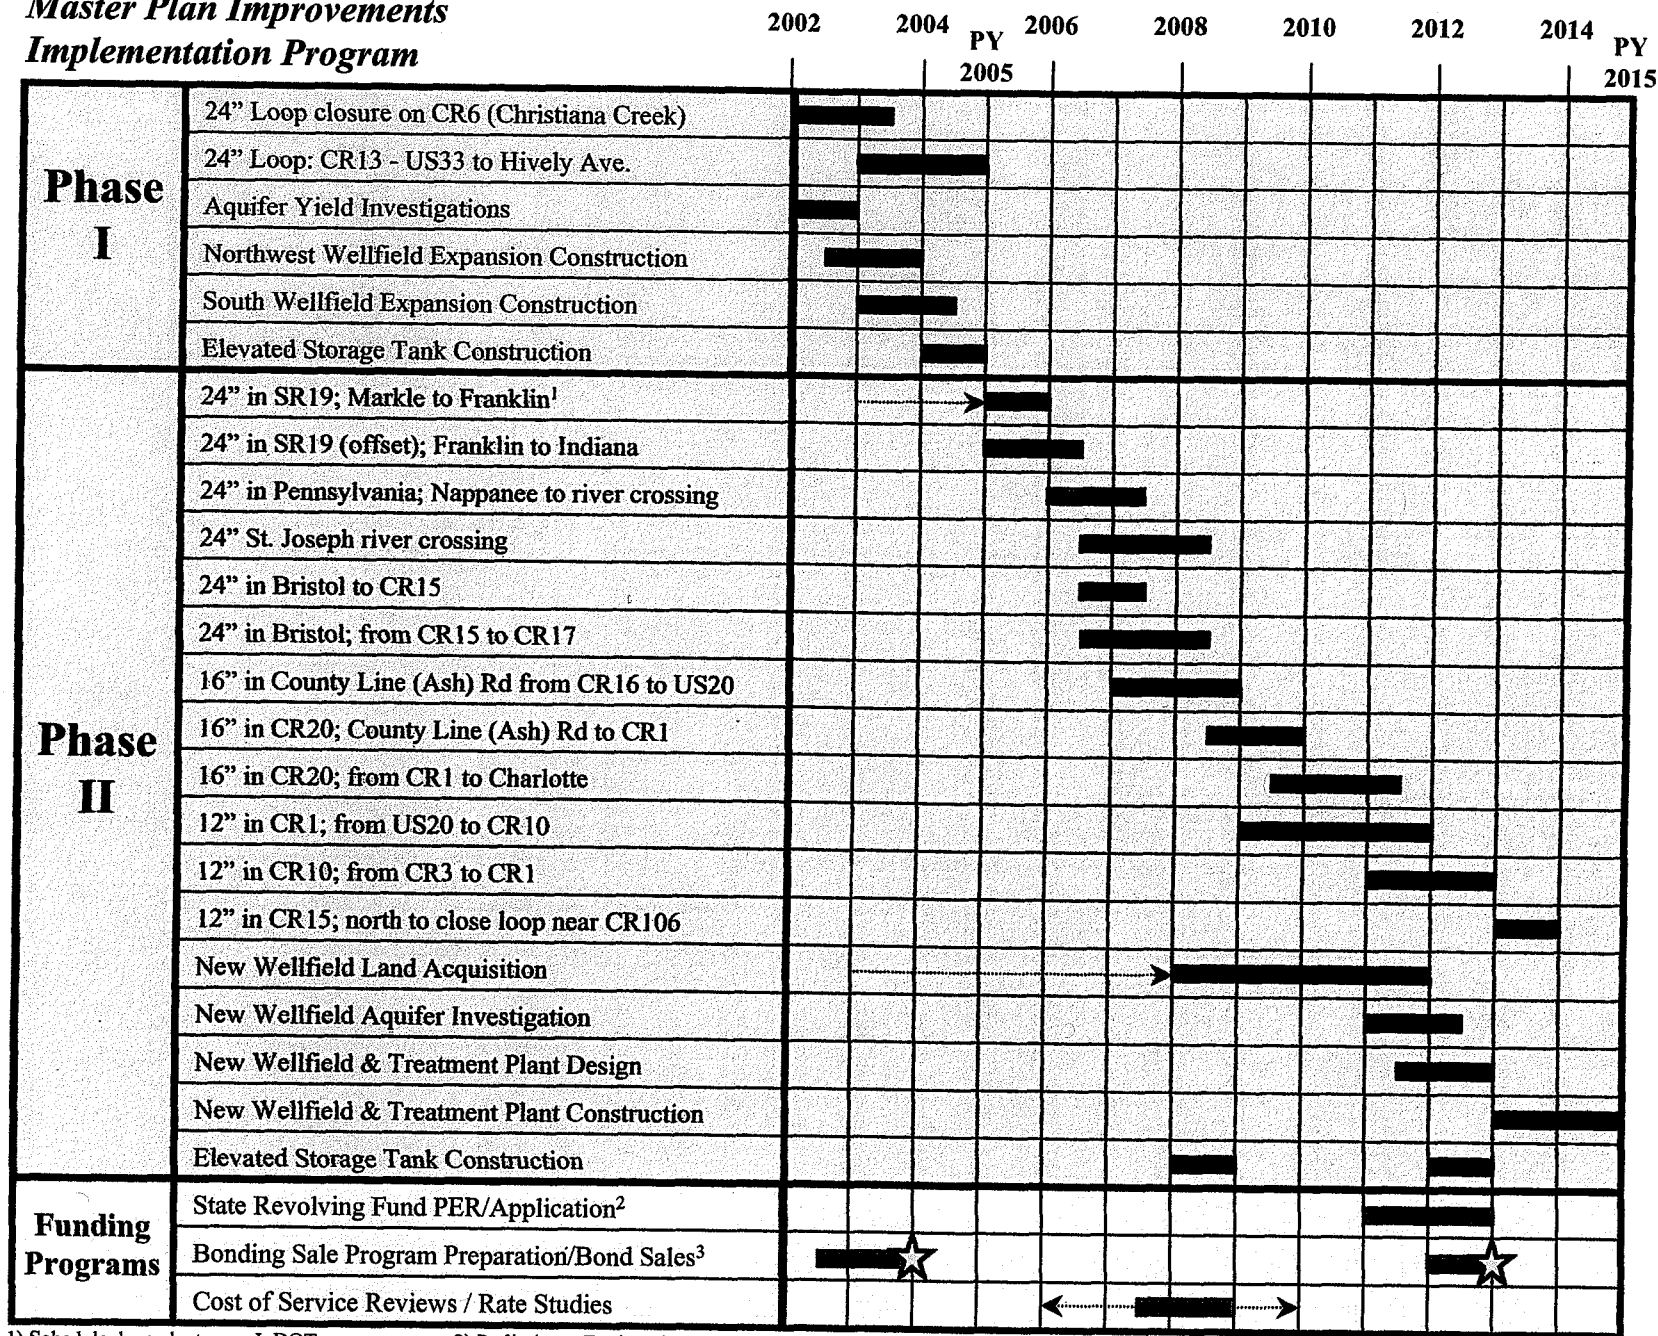 Master Plan Improvements
Implementation Program
2002 2004 2006 2008 2010 2012 2014
PY
2005
PY
2015
Phase
I
24” Loop closure on CR6 (Christiana Creek)
24” Loop: CR13 - US33 to Hively Ave.
Aquifer Yield Investigations
Northwest Wellfield Expansion Construction
South Wellfield Expansion Construction
Elevated Storage Tank Construction
Phase
II
24” in SR19; Markle to Franklin¹
24” in SR19 (offset); Franklin to Indiana
24” in Pennsylvania; Nappanee to river crossing
24” St. Joseph river crossing
24” in Bristol to CR15
24” in Bristol; from CR15 to CR17
16” in County Line (Ash) Rd from CR16 to US20
16” in CR20; County Line (Ash) Rd to CR1
16” in CR20; from CR1 to Charlotte
12” in CR1; from US20 to CR10
12” in CR10; from CR3 to CR1
12” in CR15; north to close loop near CR106
New Wellfield Land Acquisition
New Wellfield Aquifer Investigation
New Wellfield & Treatment Plant Design
New Wellfield & Treatment Plant Construction
Elevated Storage Tank Construction
Funding
Programs
State Revolving Fund PER/Application²
Bonding Sale Program Preparation/Bond Sales³
Cost of Service Reviews / Rate Studies